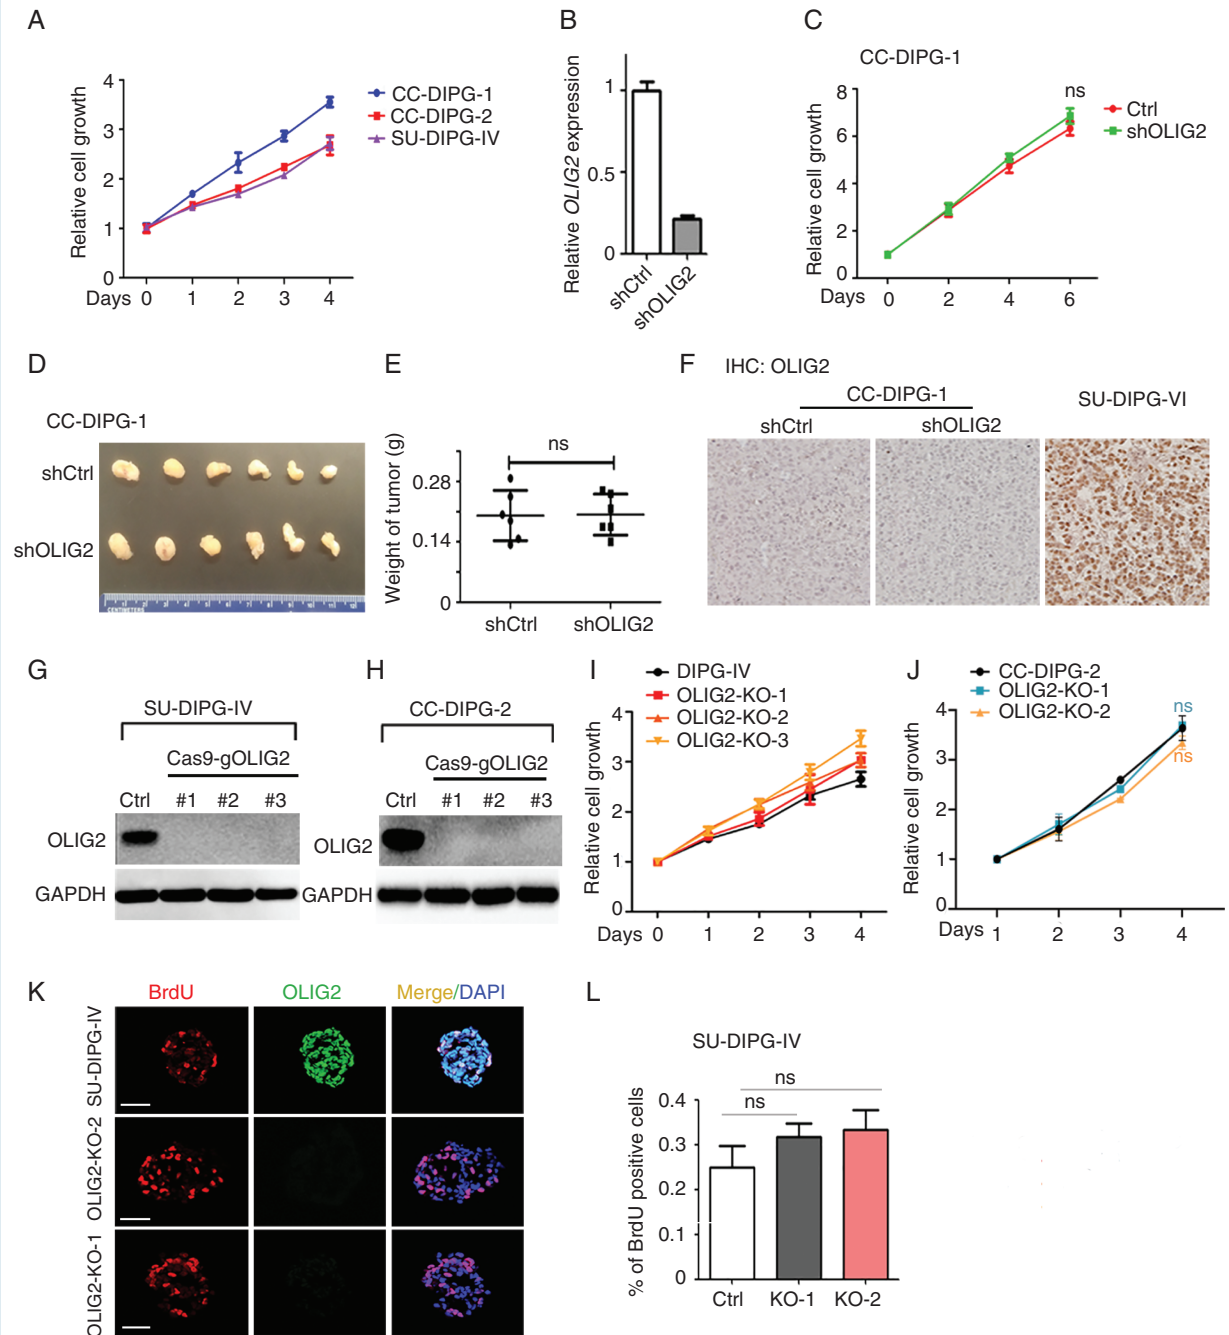 A
Relative cell growth
4
3
2
1
0
Days 0 1 2 3 4
CC-DIPG-1
CC-DIPG-2
SU-DIPG-IV
B
Relative OLIG2 expression
1
0.5
0
shCtrl
shOLIG2
C
CC-DIPG-1
Relative cell growth
8
6
4
2
0
Days 0 2 4 6
ns
Ctrl
shOLIG2
D
CC-DIPG-1
shCtrl
shOLIG2
CENTIMETERS
E
Weight of tumor (g)
0.28
0.14
0
ns
shCtrl shOLIG2
F
IHC: OLIG2
CC-DIPG-1
SU-DIPG-VI
shCtrl shOLIG2
G
SU-DIPG-IV
Cas9-gOLIG2
Ctrl #1 #2 #3
OLIG2
GAPDH
H
CC-DIPG-2
Cas9-gOLIG2
Ctrl #1 #2 #3
OLIG2
GAPDH
I
DIPG-IV
OLIG2-KO-1
OLIG2-KO-2
OLIG2-KO-3
Relative cell growth
4
3
2
1
0
Days 0 1 2 3 4
J
CC-DIPG-2
OLIG2-KO-1
OLIG2-KO-2
Relative cell growth
4
3
2
1
0
ns
ns
Days 1 2 3 4
K
BrdU OLIG2 Merge/DAPI
SU-DIPG-IV
OLIG2-KO-2
OLIG2-KO-1
L
SU-DIPG-IV
% of BrdU positive cells
0.4
0.3
0.2
0.1
0
ns
ns
Ctrl KO-1 KO-2